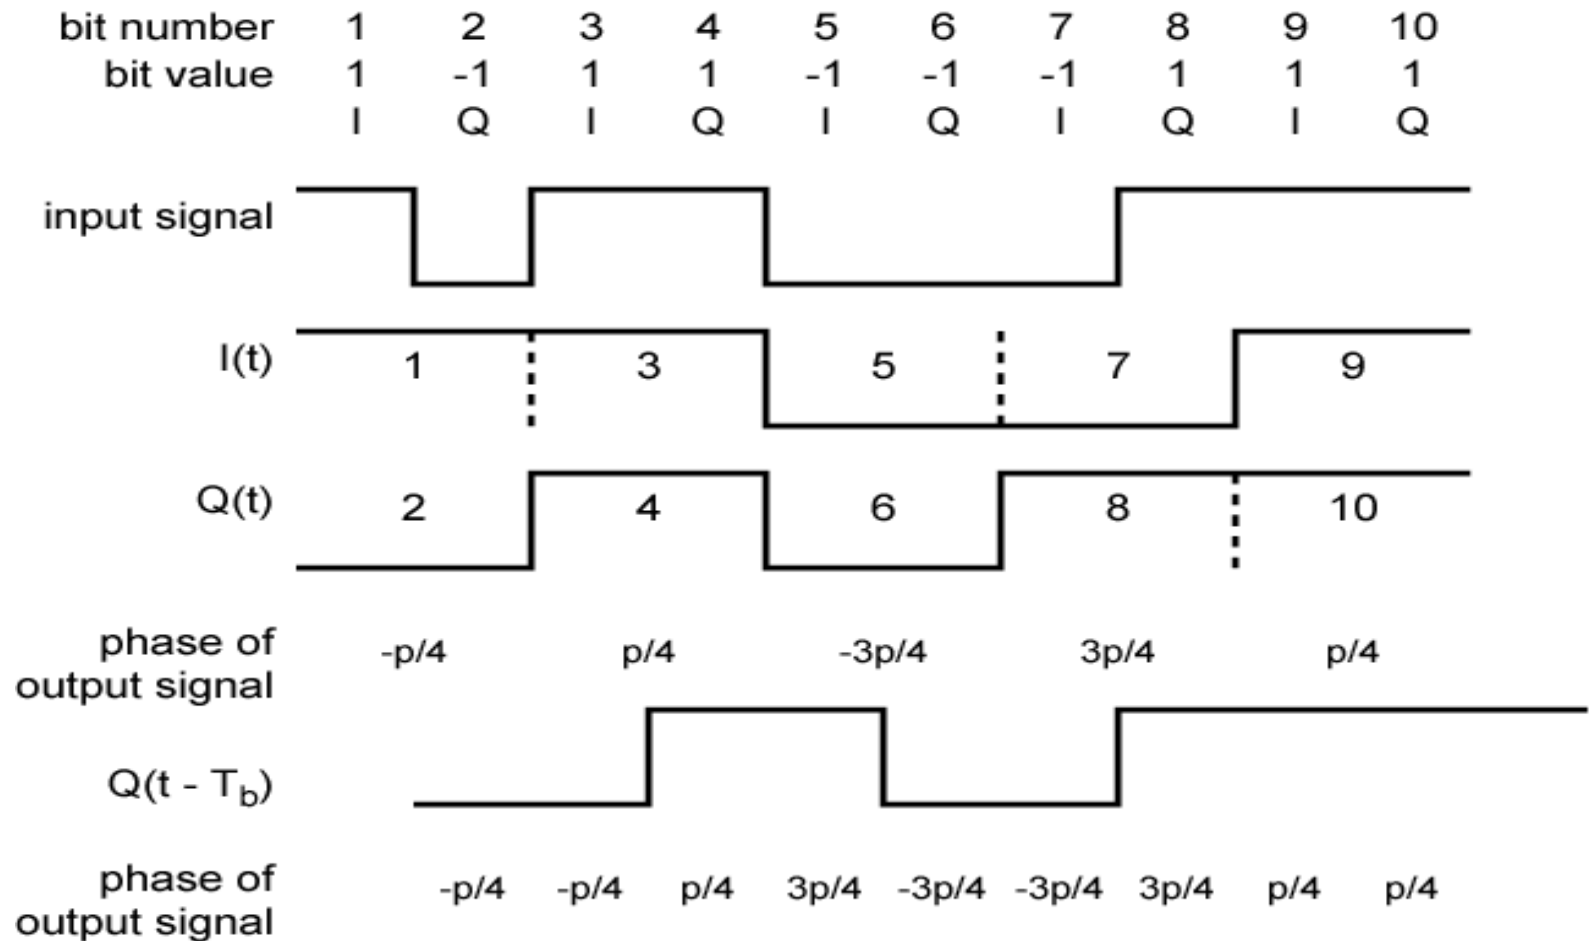 bit number 1 2 3 4 5 6 7 8 9 10
bit value 1 -1 1 1 -1 -1 -1 1 1 1
I Q I Q I Q I Q I Q
input signal
I(t) 1 3 5 7 9
Q(t) 2 4 6 8 10
phase of
output signal
-p/4 p/4 -3p/4 3p/4 p/4
Q(t - Tb)
phase of
output signal
-p/4 -p/4 p/4 3p/4 -3p/4 -3p/4 3p/4 p/4 p/4